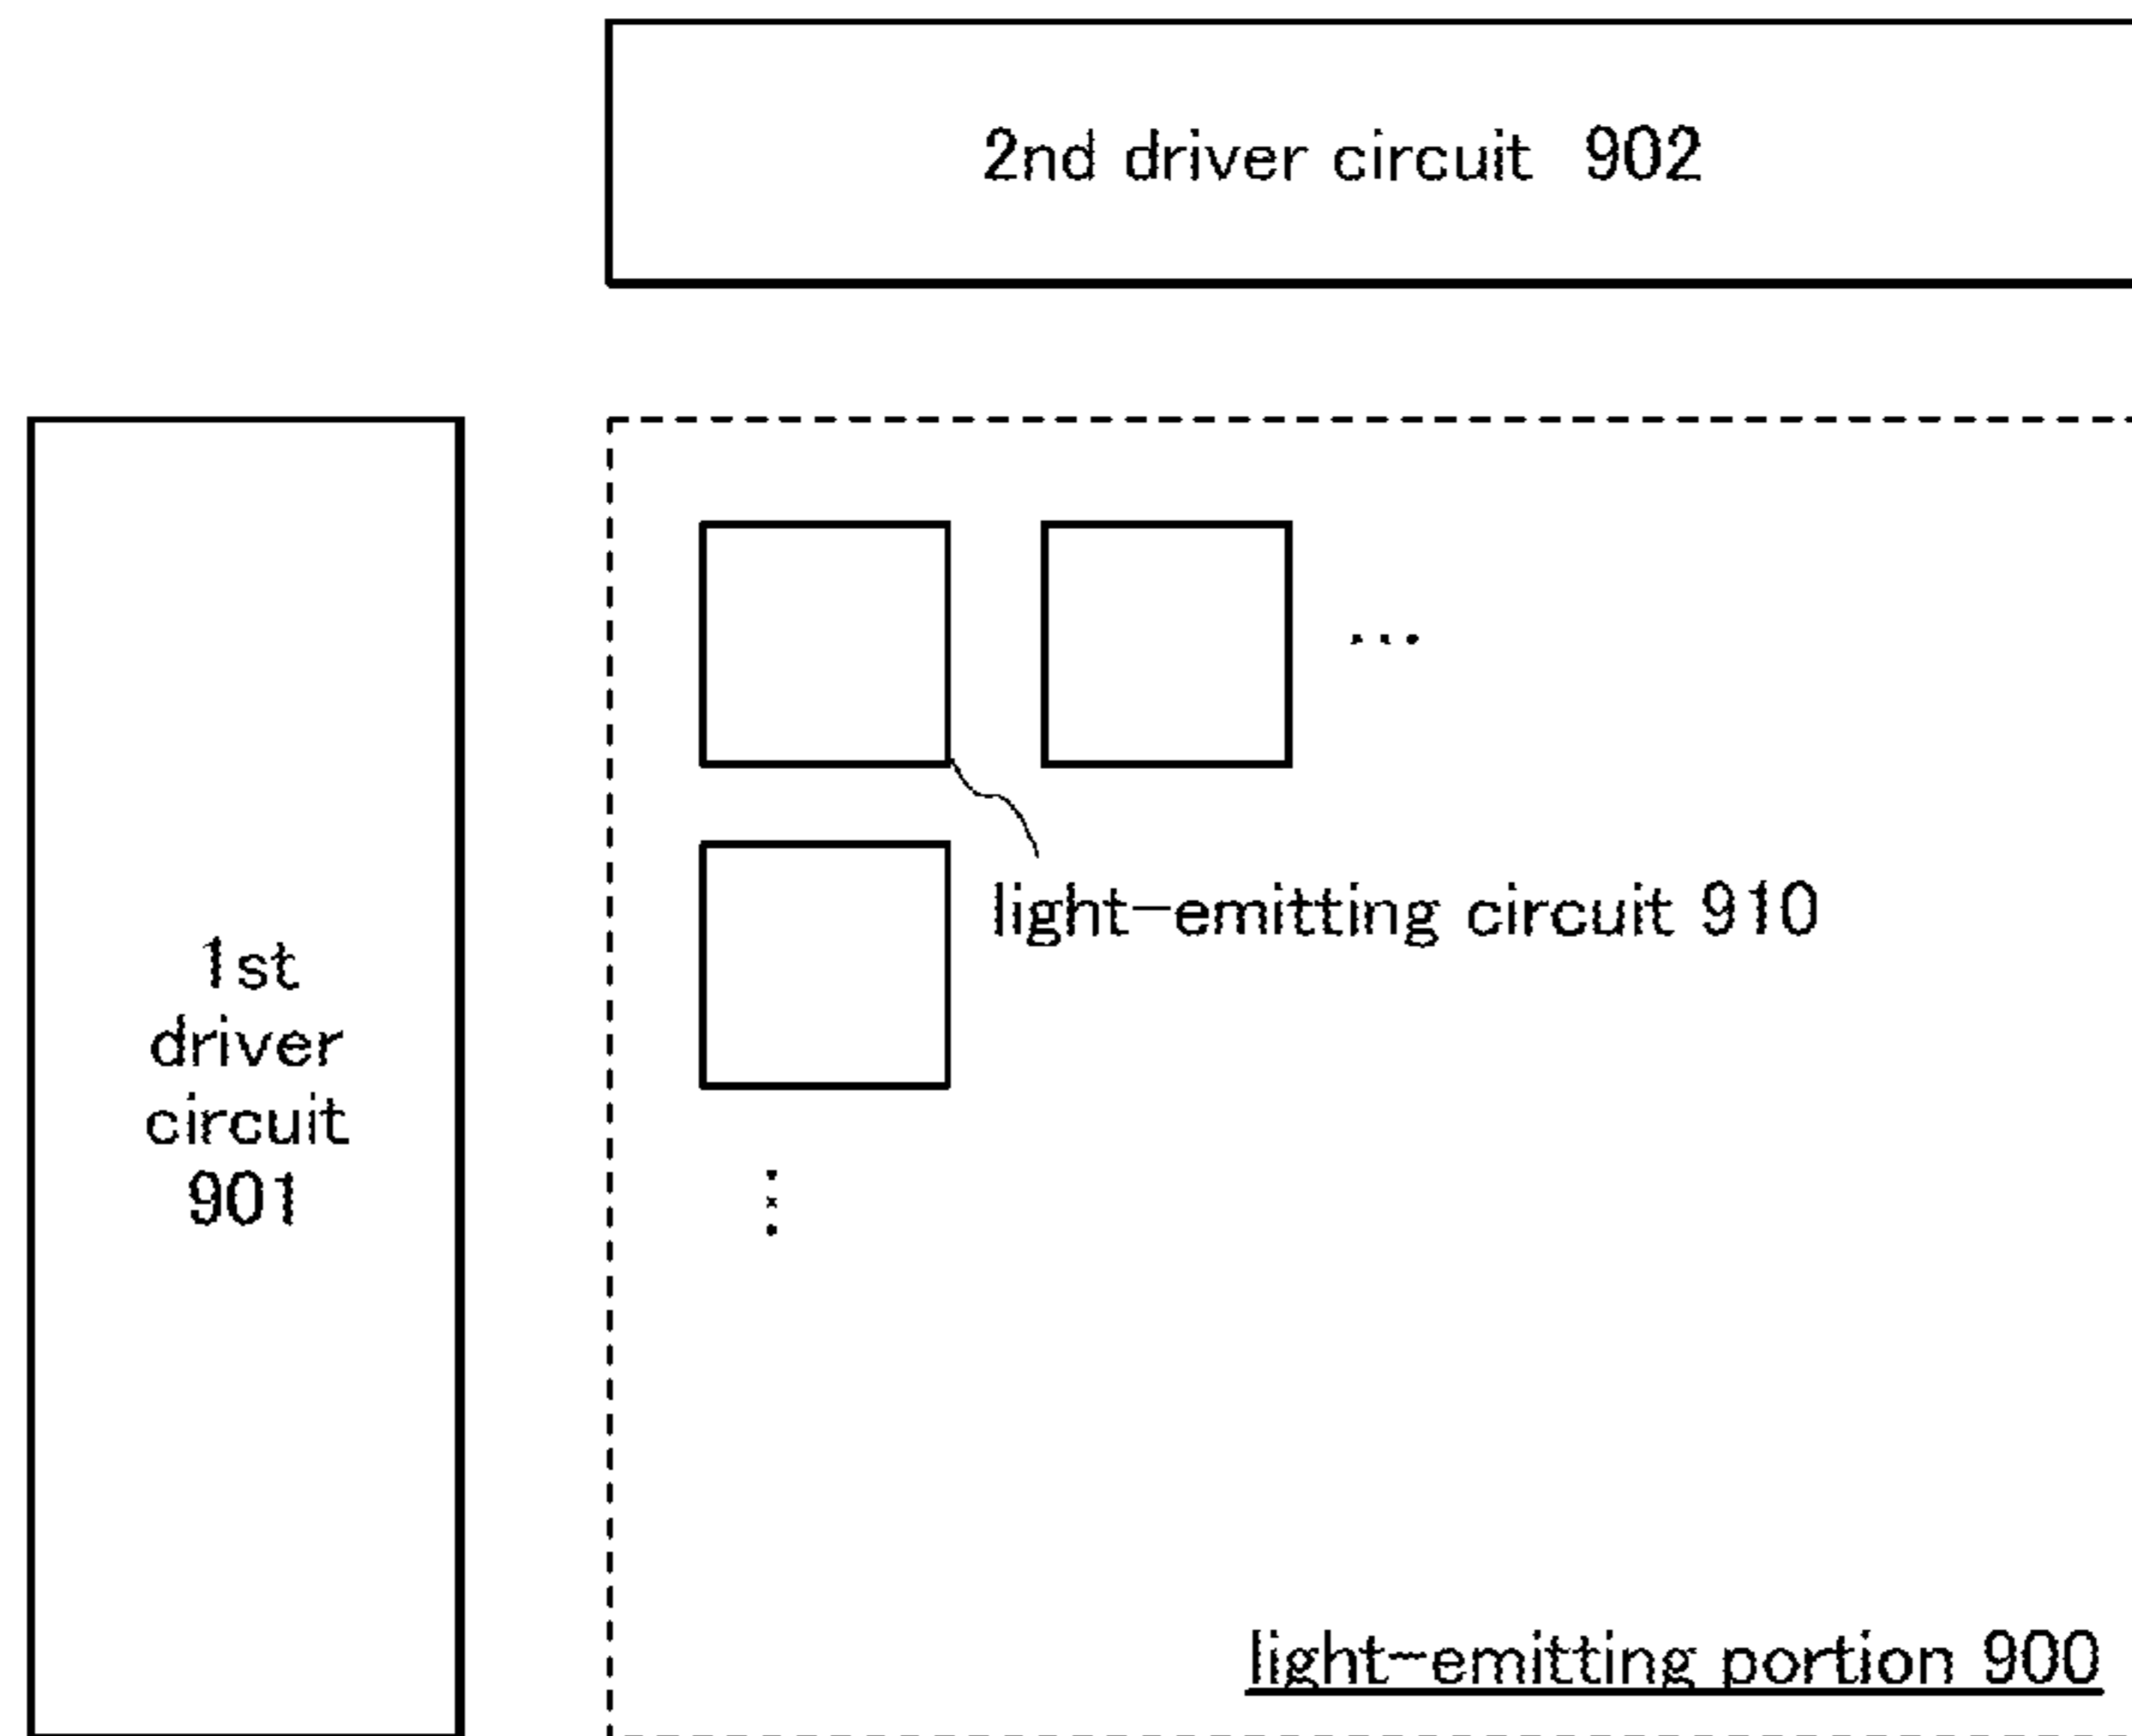 2nd driver circuit 902
...
light-emitting circuit 910
1st
driver
circuit
901
light-emitting portion 900